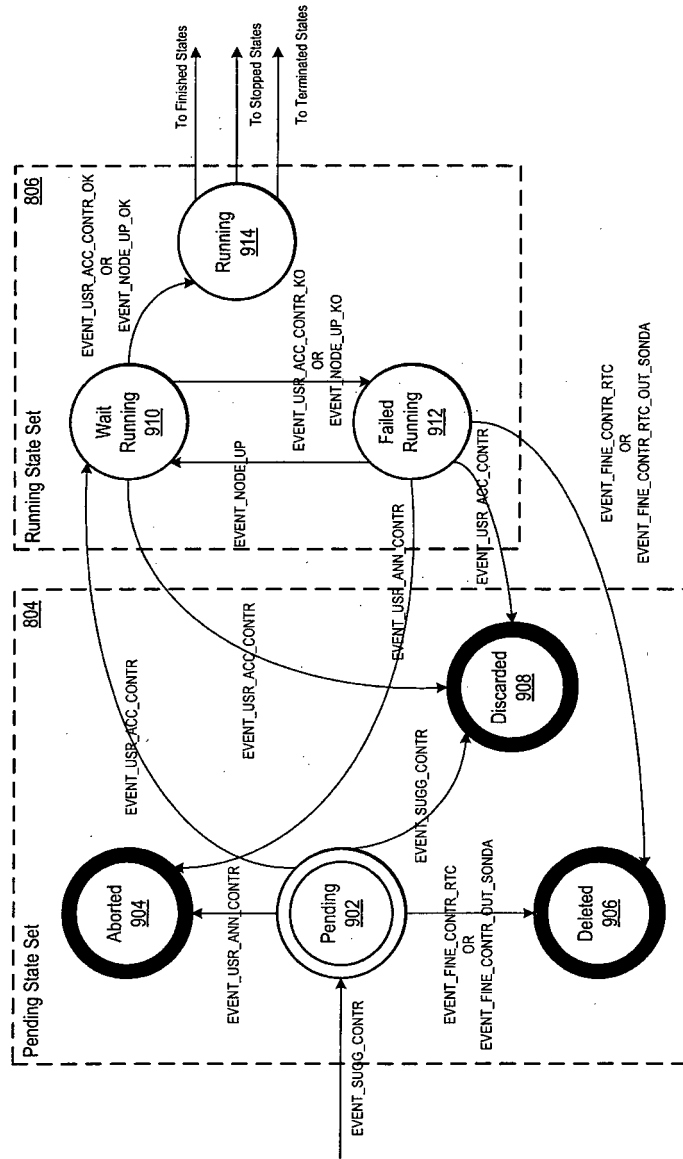 Pending State Set
804
Running State Set
806
EVENT_SUGG_CONTR
Pending
902
EVENT_USR_ANN_CONTR
Aborted
904
EVENT_FINE_CONTR_RTC
OR
EVENT_FINE_CONTR_OUT_SONDA
Deleted
906
EVENT_SUGG_CONTR
Discarded
908
EVENT_USR_ACC_CONTR
EVENT_USR_ACC_CONTR
EVENT_USR_ANN_CONTR
Wait
Running
910
EVENT_NODE_UP
EVENT_USR_ACC_CONTR_KO
OR
EVENT_NODE_UP_KO
Failed
Running
912
EVENT_USR_ACC_CONTR
EVENT_FINE_CONTR_RTC
OR
EVENT_FINE_CONTR_RTC_OUT_SONDA
EVENT_USR_ACC_CONTR_OK
OR
EVENT_NODE_UP_OK
Running
914
To Finished States
To Stopped States
To Terminated States